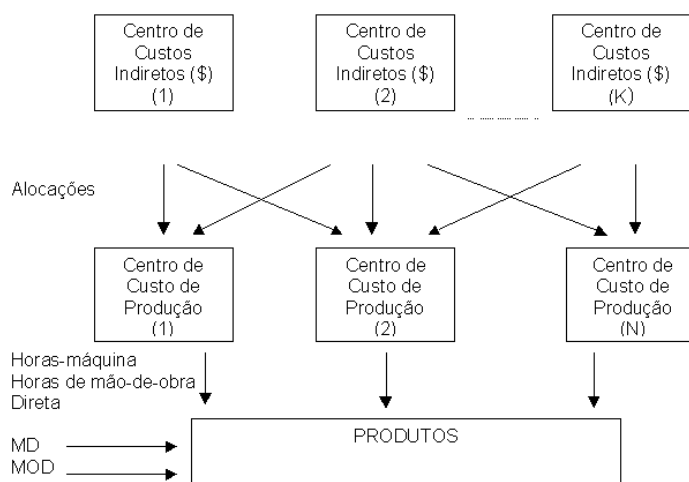 Centro de
Custos
Indiretos ($)
(1)
Centro de
Custos
Indiretos ($)
(2)
Centro de
Custos
Indiretos ($)
(K)
Alocações
Centro de
Custo de
Produção
(1)
Centro de
Custo de
Produção
(2)
Centro de
Custo de
Produção
(N)
Horas-máquina
Horas de mão-de-obra
Direta
PRODUTOS
MD
MOD